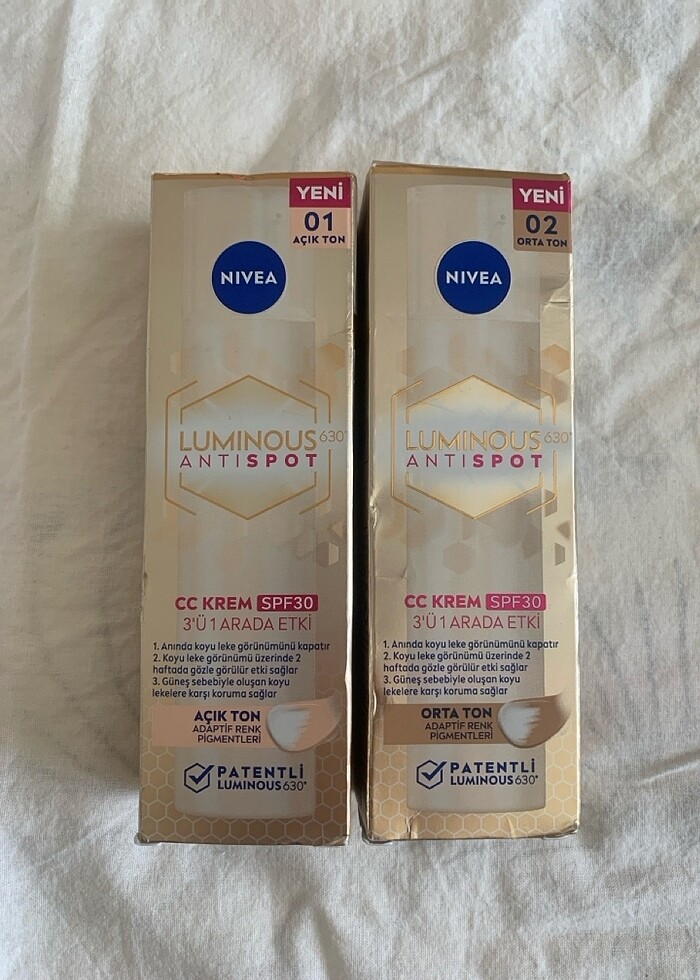 YENİ
01
AÇIK TON
NIVEA
LUMINOUS630®
ANTISPOT
CC KREM SPF30
3'Ü 1 ARADA ETKİ
1. Anında koyu leke görünümünü kapatır
2. Koyu leke görünümü üzerinde 2
haftada gözle görülür etki sağlar
3. Güneş sebebiyle oluşan koyu
lekelere karşı koruma sağlar
AÇIK TON
ADAPTİF RENK
PİGMENTLERİ
PATENTLİ
LUMINOUS630®
YENİ
02
ORTA TON
NIVEA
LUMINOUS630®
ANTISPOT
CC KREM SPF30
3'Ü 1 ARADA ETKİ
1. Anında koyu leke görünümünü kapatır
2. Koyu leke görünümü üzerinde 2
haftada gözle görülür etki sağlar
3. Güneş sebebiyle oluşan koyu
lekelere karşı koruma sağlar
ORTA TON
ADAPTİF RENK
PİGMENTLERİ
PATENTLİ
LUMINOUS630®